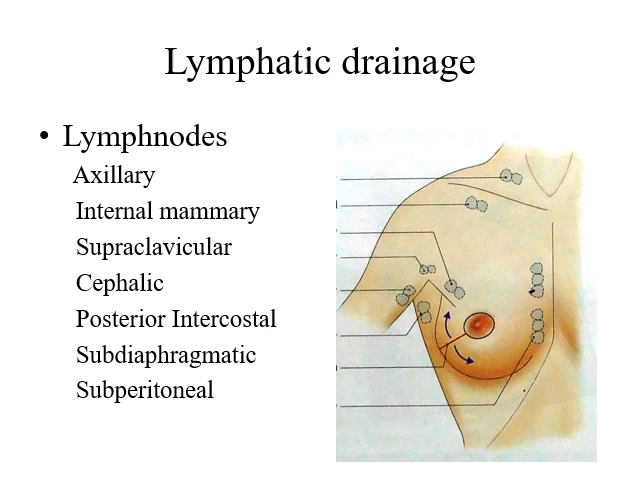 Lymphatic drainage
• Lymphnodes
Axillary
Internal mammary
Supraclavicular
Cephalic
Posterior Intercostal
Subdiaphragmatic
Subperitoneal